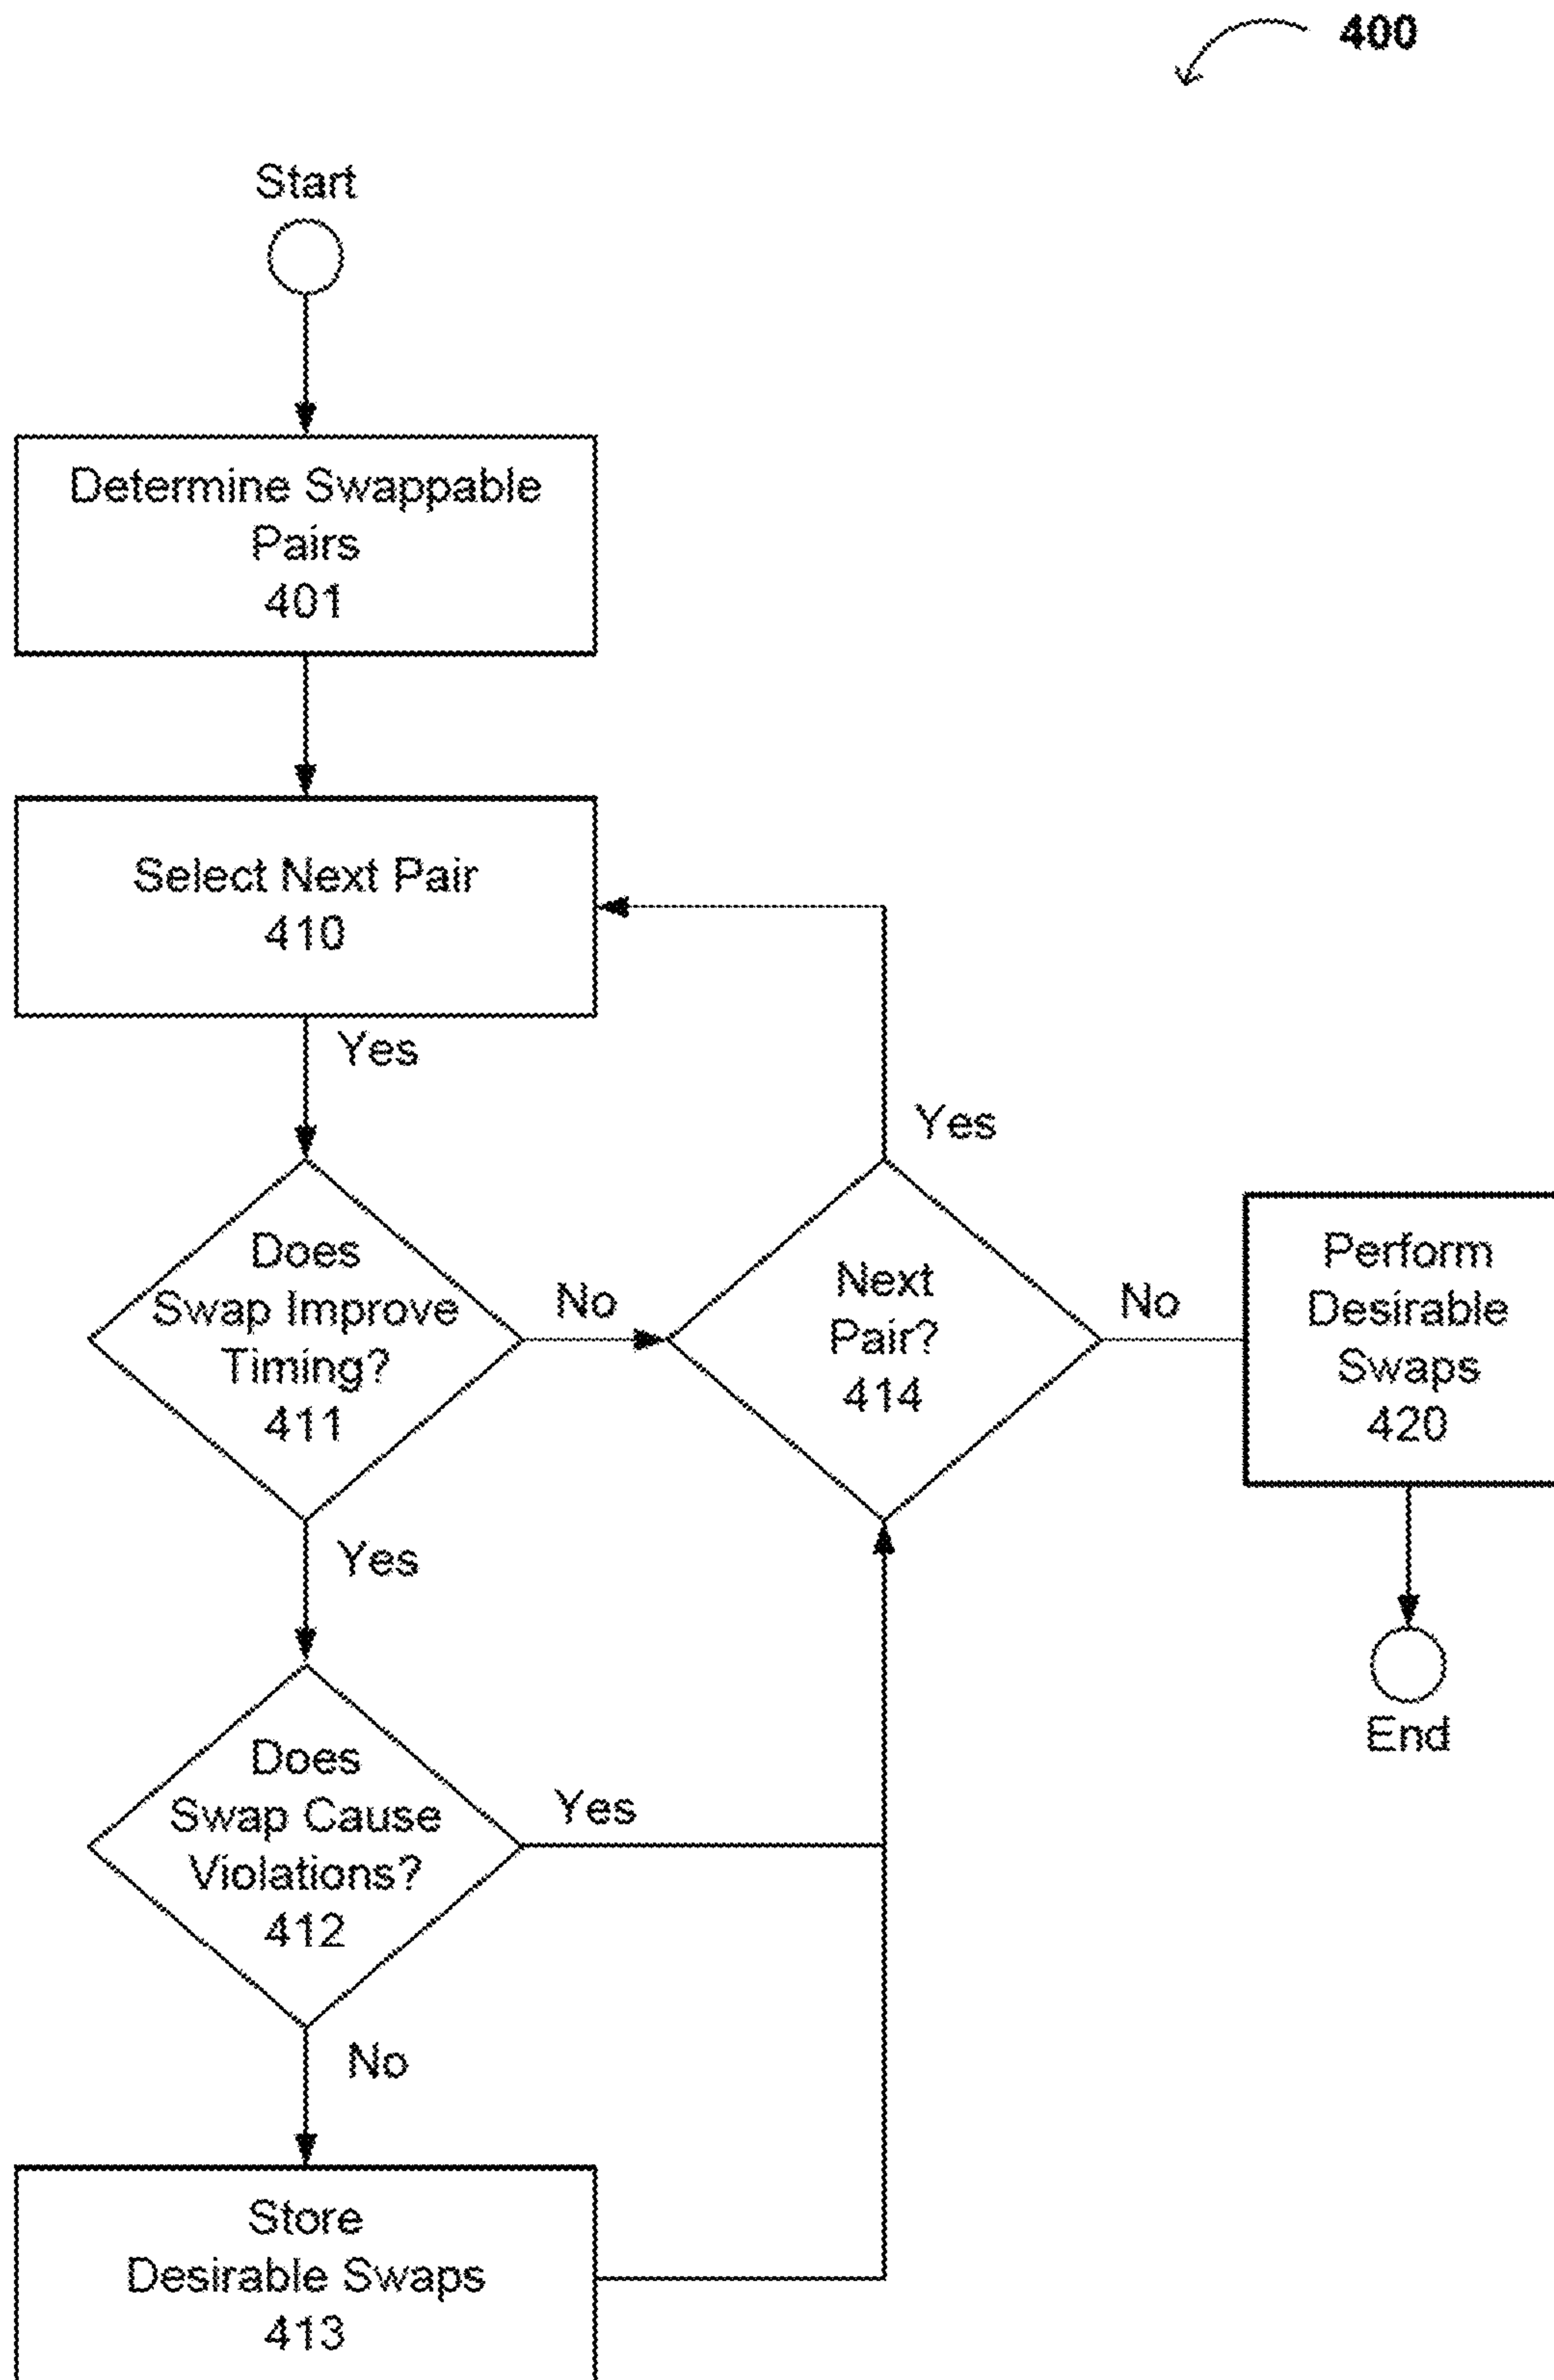 400
Start
Determine Swappable
Pairs
401
Select Next Pair
410
Yes
Yes
Does
Swap Improve
Timing?
411
No
Next
Pair?
414
No
Perform
Desirable
Swaps
420
Yes
End
Does
Swap Cause
Violations?
412
Yes
No
Store
Desirable Swaps
413